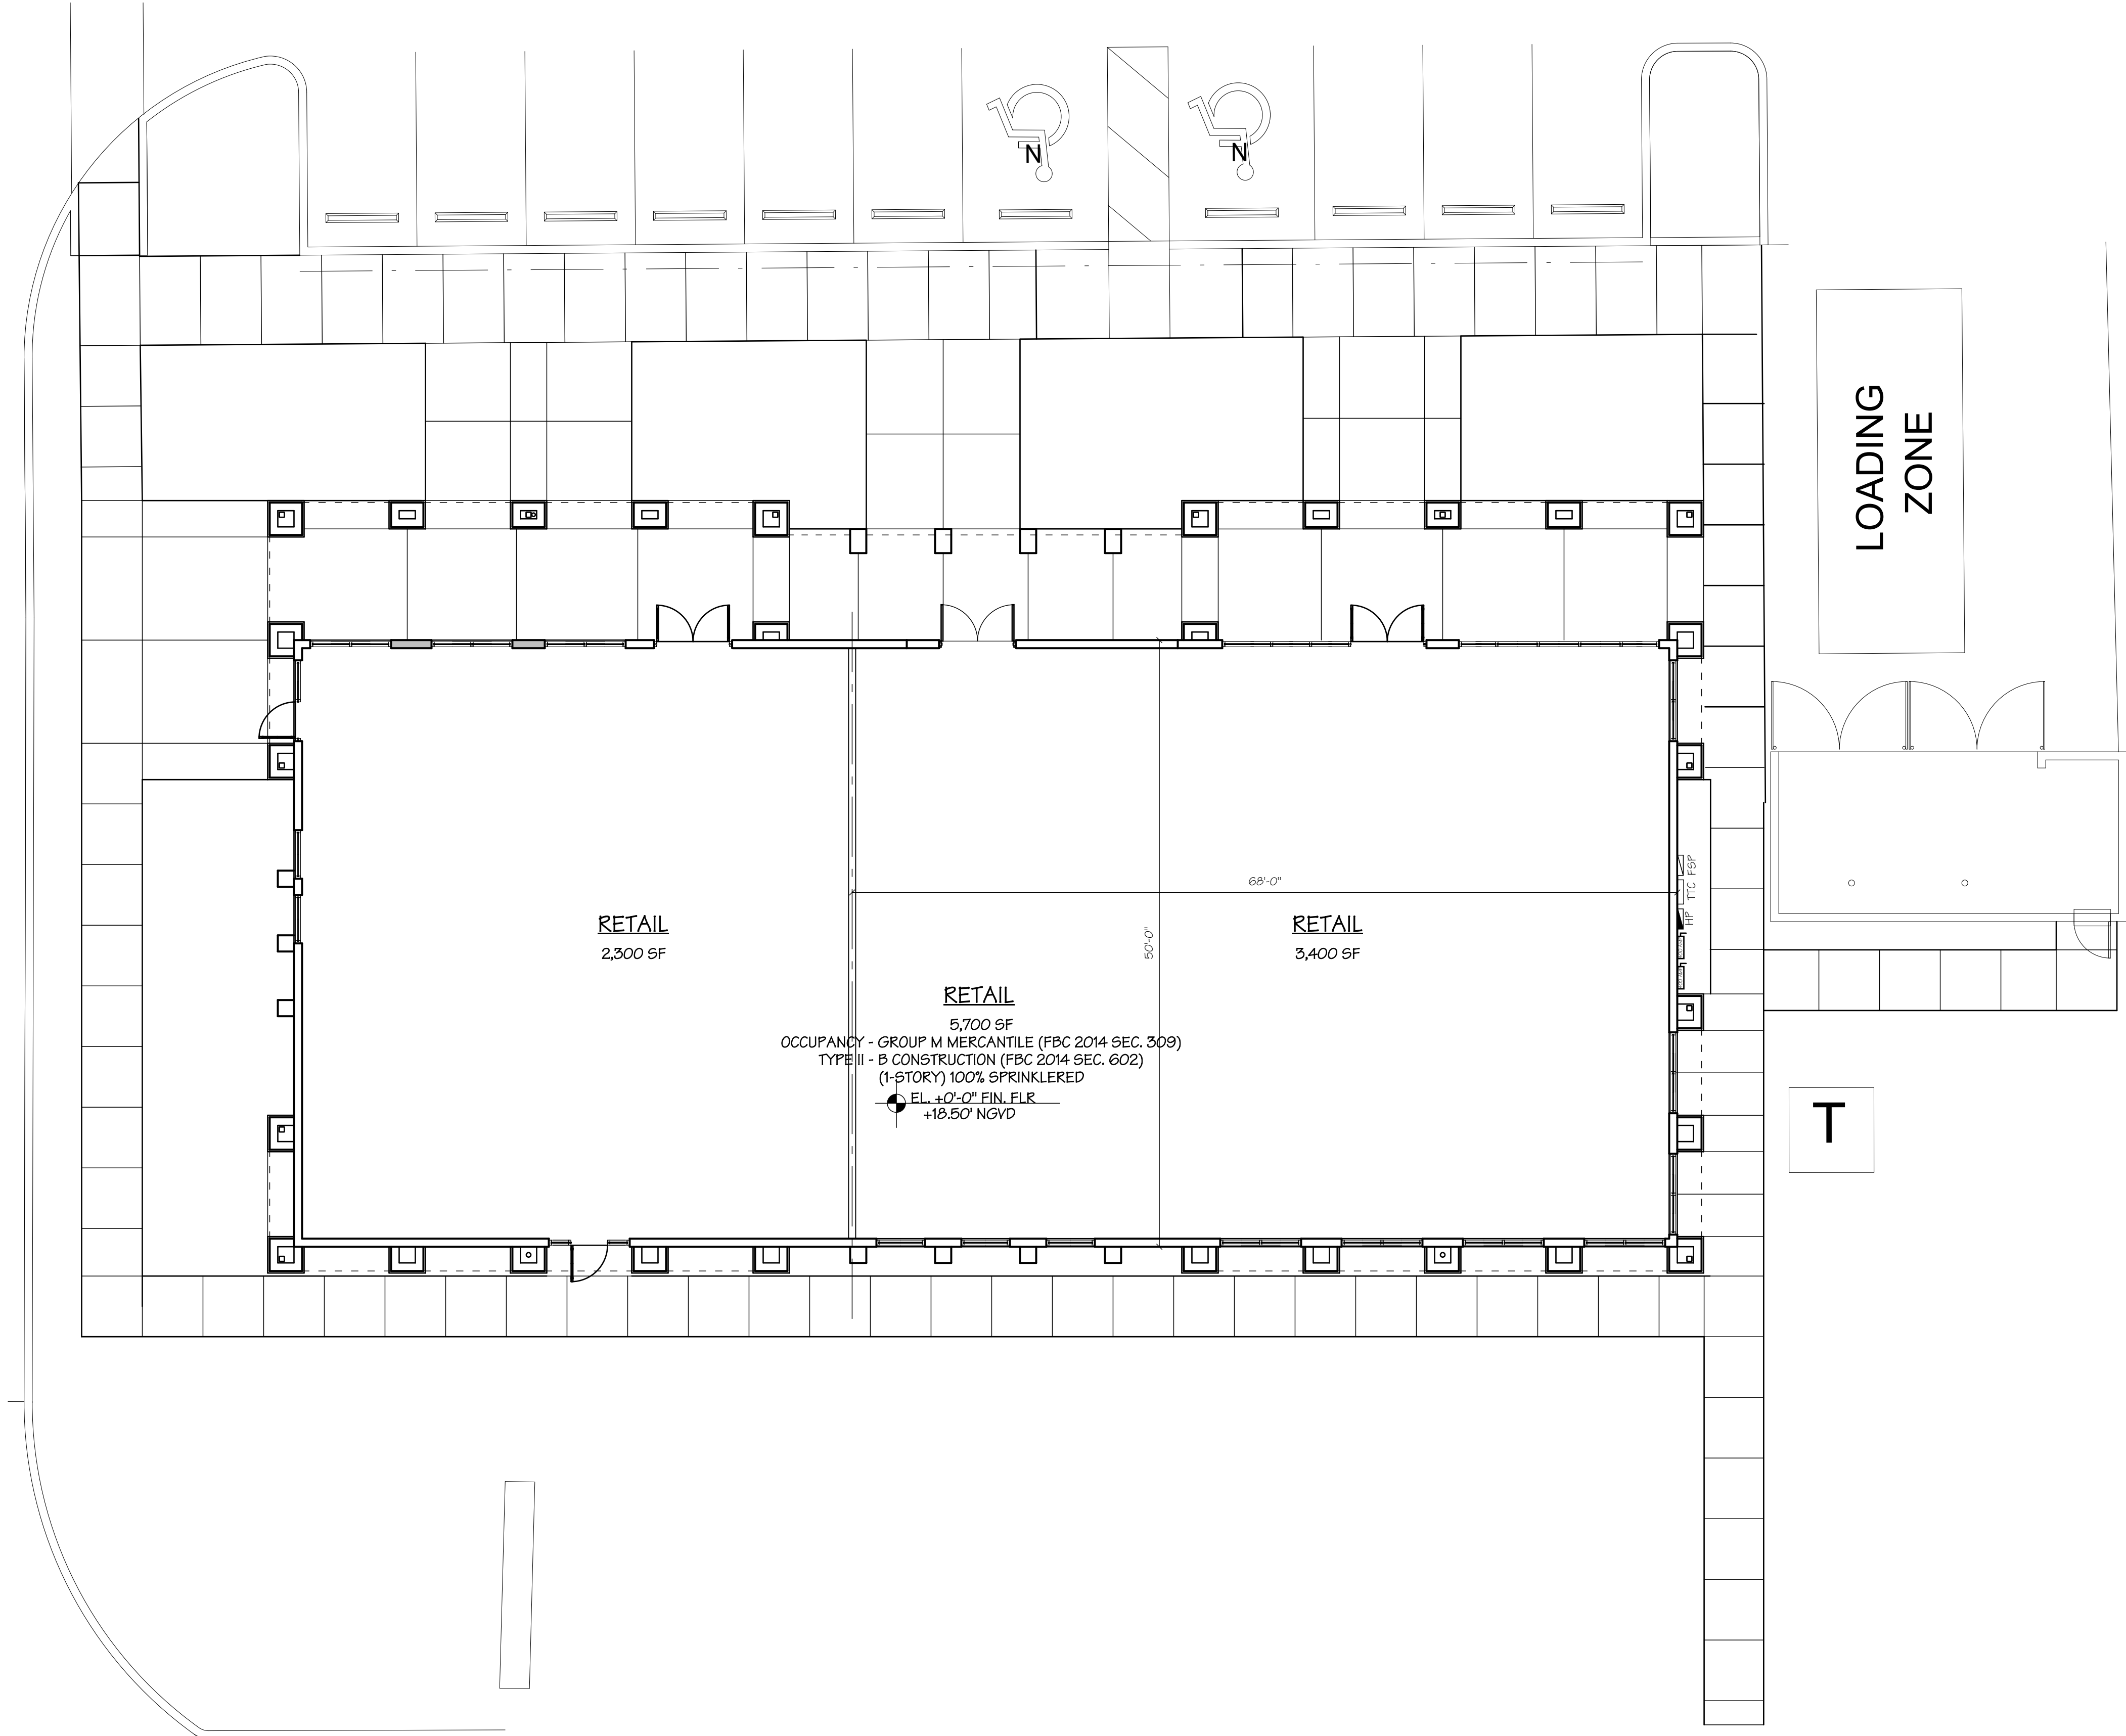 N
N
LOADING
ZONE
68'-0"
50'-0"
RETAIL
2,300 SF
RETAIL
3,400 SF
HP TTC FSP
RETAIL
5,700 SF
OCCUPANCY - GROUP M MERCANTILE (FBC 2014 SEC. 309)
TYPE II - B CONSTRUCTION (FBC 2014 SEC. 602)
(1-STORY) 100% SPRINKLERED
EL. +0'-0" FIN. FLR
+18.50' NGVD
T